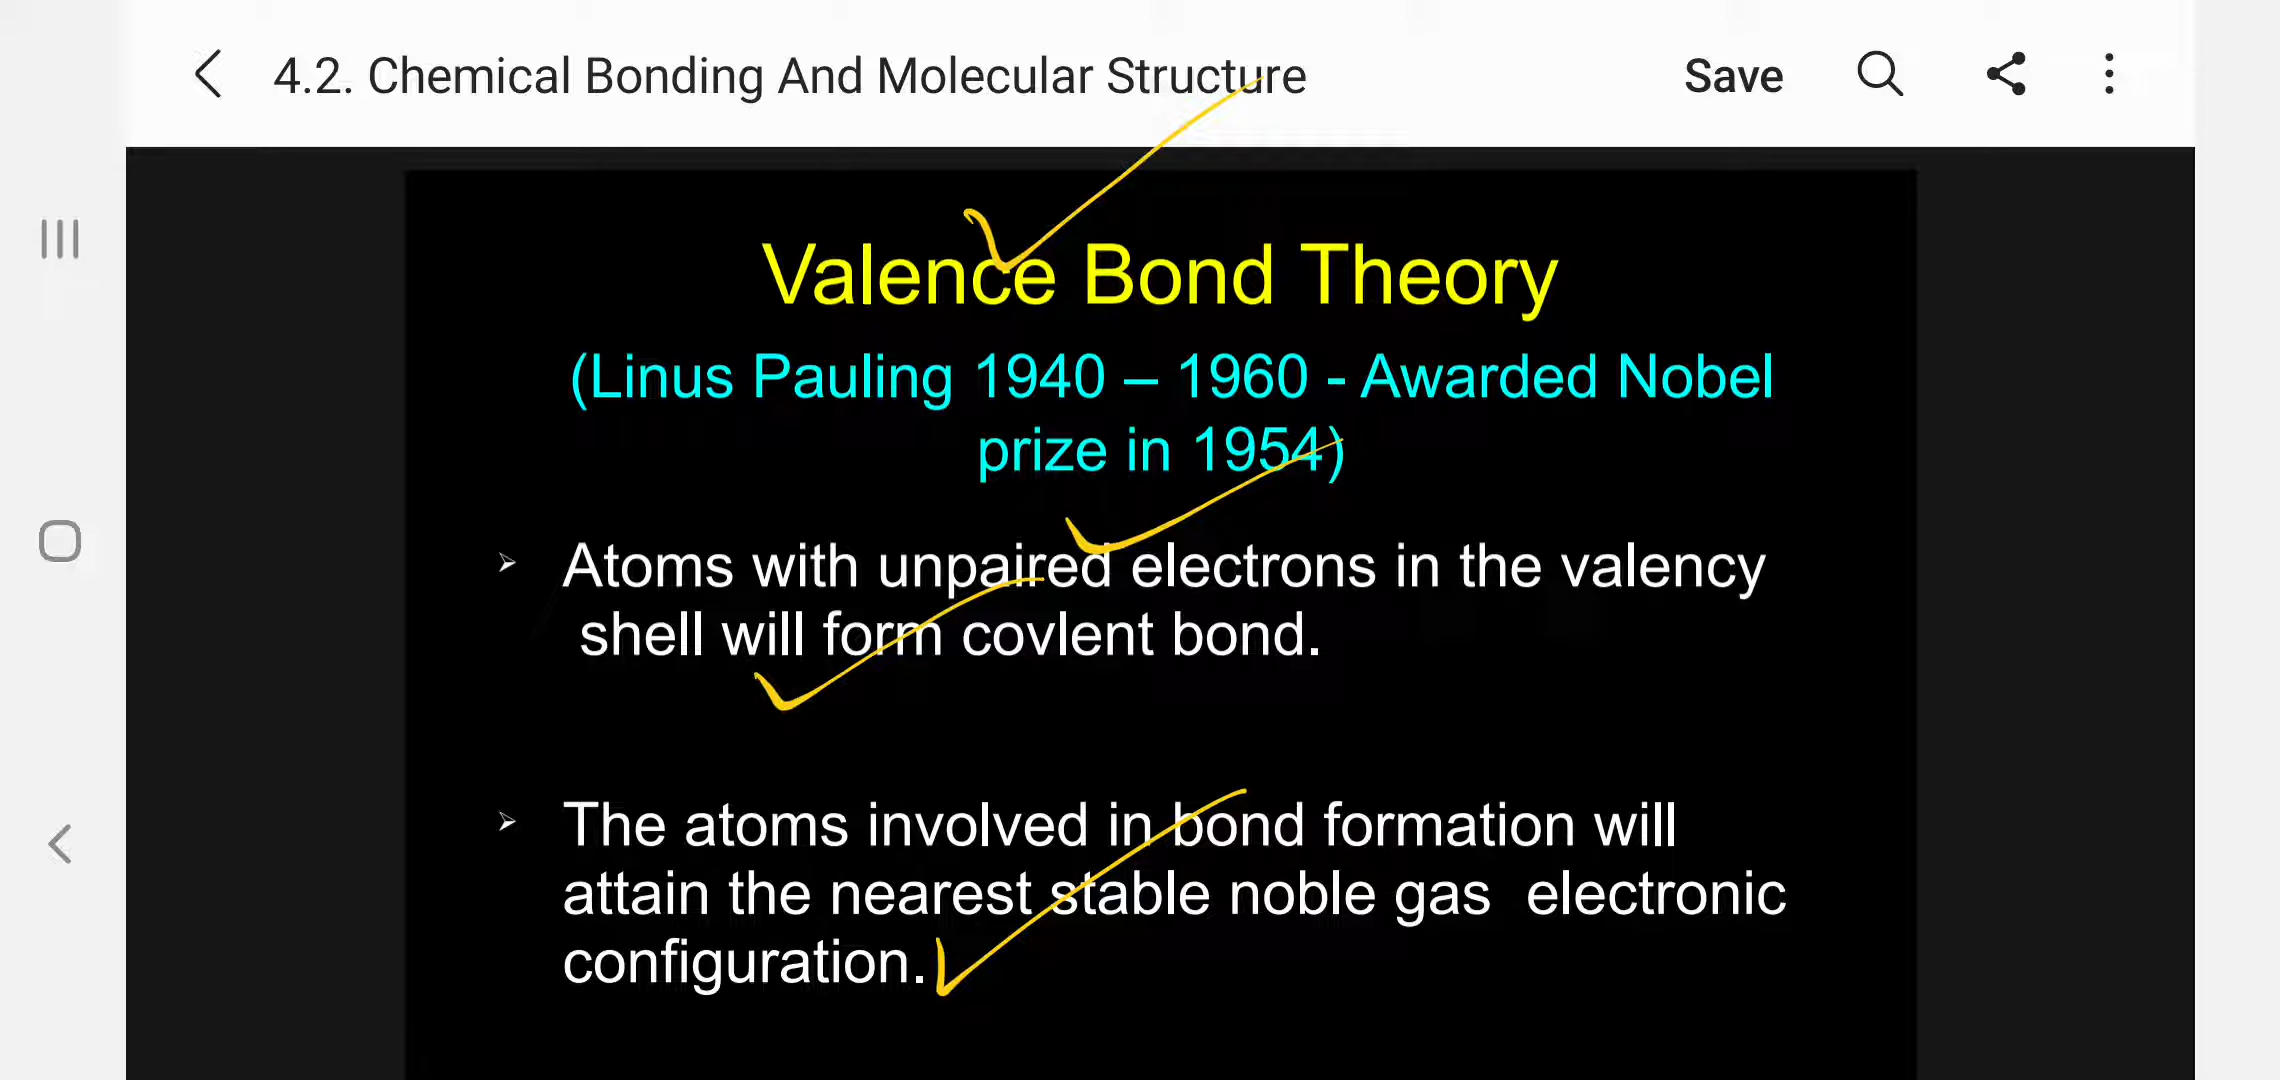 4.2. Chemical Bonding And Molecular Structure Save
Valence Bond Theory
(Linus Pauling 1940 – 1960 - Awarded Nobel
prize in 1954)
➢ Atoms with unpaired electrons in the valency
shell will form covlent bond.
➢ The atoms involved in bond formation will
attain the nearest stable noble gas electronic
configuration.